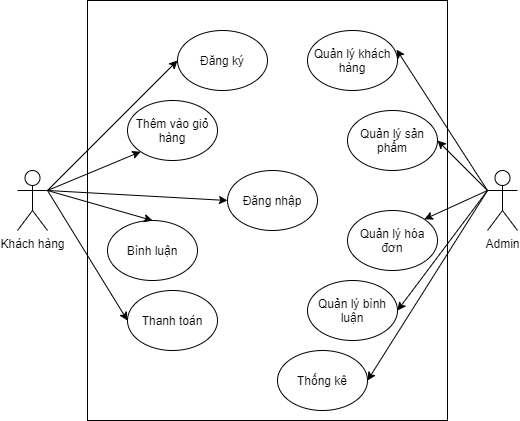 Đăng ký
Quản lý khách
hàng
Thêm vào giỏ
hàng
Quản lý sản
phẩm
Đăng nhập
Khách hàng
Admin
Bình luận
Quản lý hóa
đơn
Thanh toán
Quản lý bình
luận
Thống kê